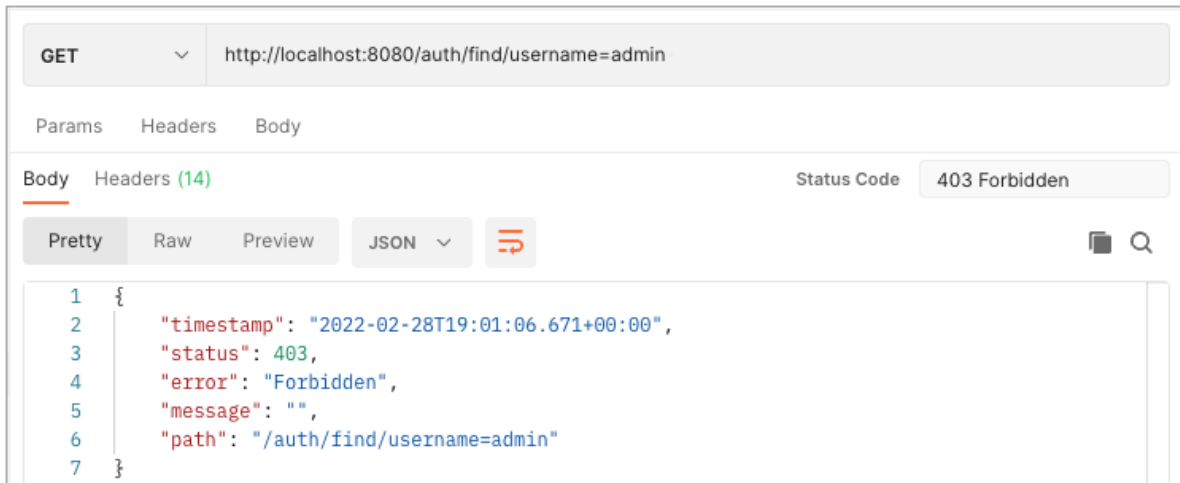 GET http://localhost:8080/auth/find/username=admin
Params Headers Body
Body Headers (14) Status Code 403 Forbidden
Pretty Raw Preview JSON
1 {
2 "timestamp": "2022-02-28T19:01:06.671+00:00",
3 "status": 403,
4 "error": "Forbidden",
5 "message": "",
6 "path": "/auth/find/username=admin"
7 }